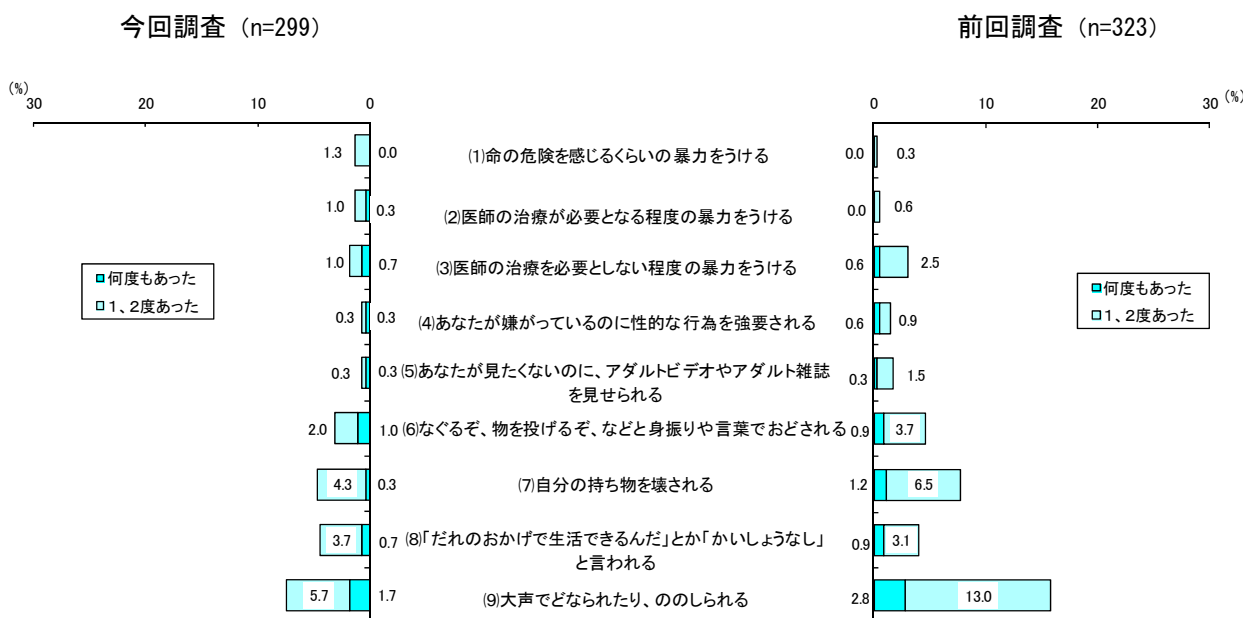 今回調査 (n=299)
前回調査 (n=323)
(%)
30 20 10 0
0 10 20 30 (%)
1.3 0.0 ⑴命の危険を感じるくらいの暴力をうける 0.0 0.3
1.0 0.3 ⑵医師の治療が必要となる程度の暴力をうける 0.0 0.6
1.0 0.7 ⑶医師の治療を必要としない程度の暴力をうける 0.6 2.5
何度もあった
1、2度あった
何度もあった
1、2度あった
0.3 0.3 ⑷あなたが嫌がっているのに性的な行為を強要される 0.6 0.9
0.3 0.3 ⑸あなたが見たくないのに、アダルトビデオやアダルト雑誌
を見せられる
0.3 1.5
2.0 1.0 ⑹なぐるぞ、物を投げるぞ、などと身振りや言葉でおどされる 0.9 3.7
4.3 0.3 ⑺自分の持ち物を壊される 1.2 6.5
3.7 0.7 ⑻「だれのおかげで生活できるんだ」とか「かいしょうなし」
と言われる
0.9 3.1
5.7 1.7 ⑼大声でどなられたり、ののしられる 2.8 13.0